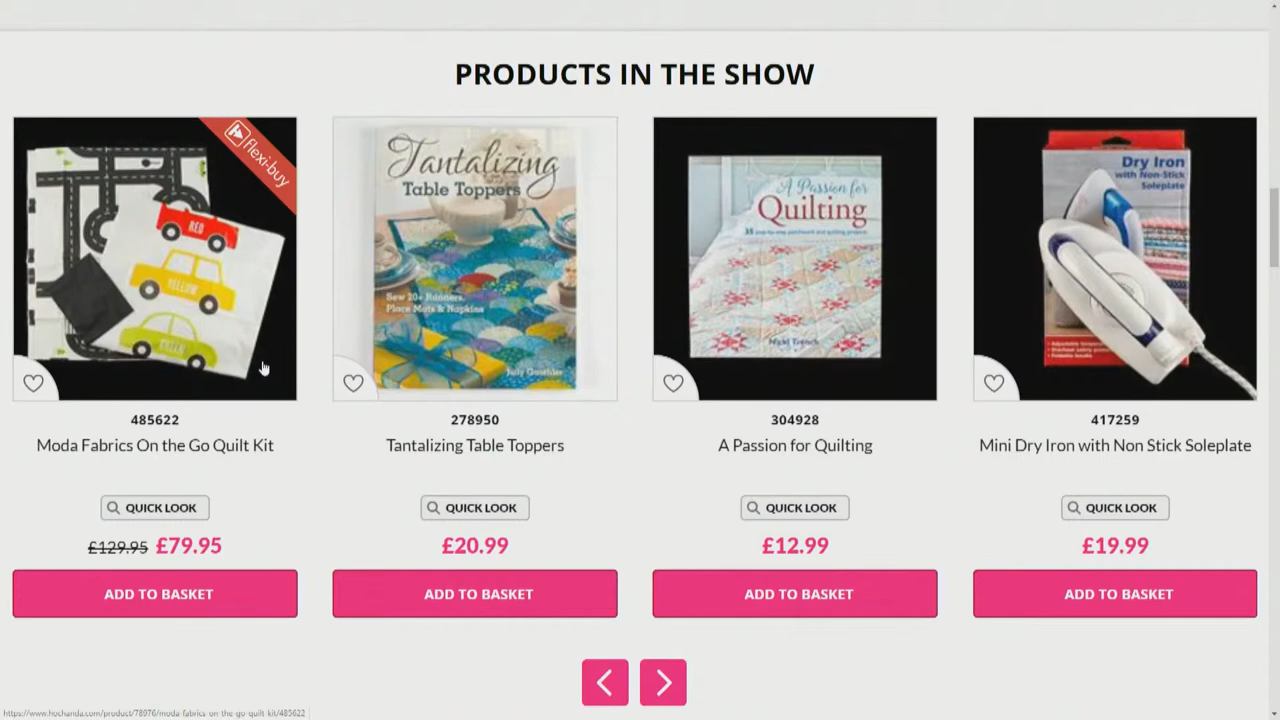 PRODUCTS IN THE SHOW
flexi-buy
RED
YELLOW
Tantalizing
Table Toppers
Sew 20+ Runners,
Place Mats & Napkins
Judy Gauthier
A Passion for
Quilting
35 step-by-step patchwork and quilting projects
Nicki Trench
Dry Iron
with Non-Stick
Soleplate
485622
278950
304928
417259
Moda Fabrics On the Go Quilt Kit
Tantalizing Table Toppers
A Passion for Quilting
Mini Dry Iron with Non Stick Soleplate
QUICK LOOK
QUICK LOOK
QUICK LOOK
QUICK LOOK
£129.95 £79.95
£20.99
£12.99
£19.99
ADD TO BASKET
ADD TO BASKET
ADD TO BASKET
ADD TO BASKET
https://www.hochanda.com/product/78976/moda-fabrics-on-the-go-quilt-kit/485622